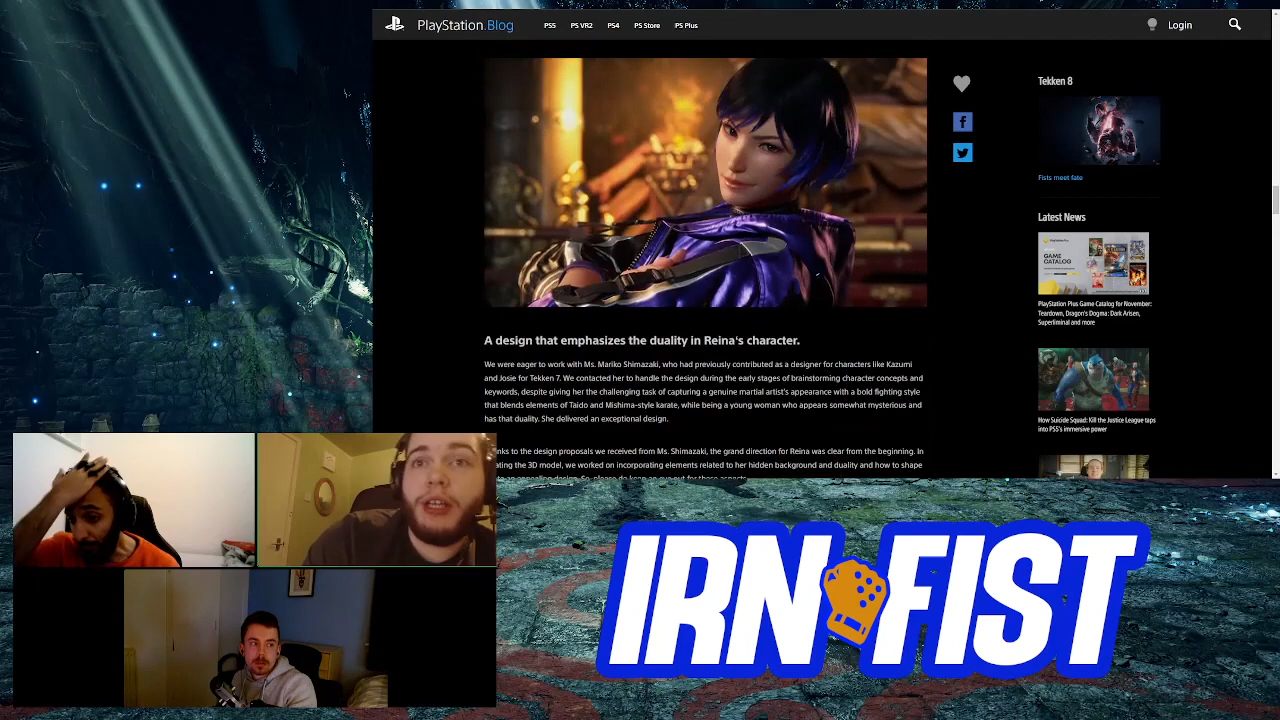 PlayStation.Blog
PS5
PS VR2
PS4
PS Store
PS Plus
Login
Tekken 8
Fists meet fate
Latest News
GAME
CATALOG
PlayStation Plus Game Catalog for November:
Teardown, Dragon's Dogma: Dark Arisen,
Superliminal and more
How Suicide Squad: Kill the Justice League taps
into PS5's immersive power
A design that emphasizes the duality in Reina's character.
We were eager to work with Ms. Mariko Shimazaki, who had previously contributed as a designer for characters like Kazumi
and Josie for Tekken 7. We contacted her to handle the design during the early stages of brainstorming character concepts and
keywords, despite giving her the challenging task of capturing a genuine martial artist's appearance with a bold fighting style
that blends elements of Taido and Mishima-style karate, while being a young woman who appears somewhat mysterious and
has that duality. She delivered an exceptional design.
nks to the design proposals we received from Ms. Shimazaki, the grand direction for Reina was clear from the beginning. In
ating the 3D model, we worked on incorporating elements related to her hidden background and duality and how to shape
IRN FIST